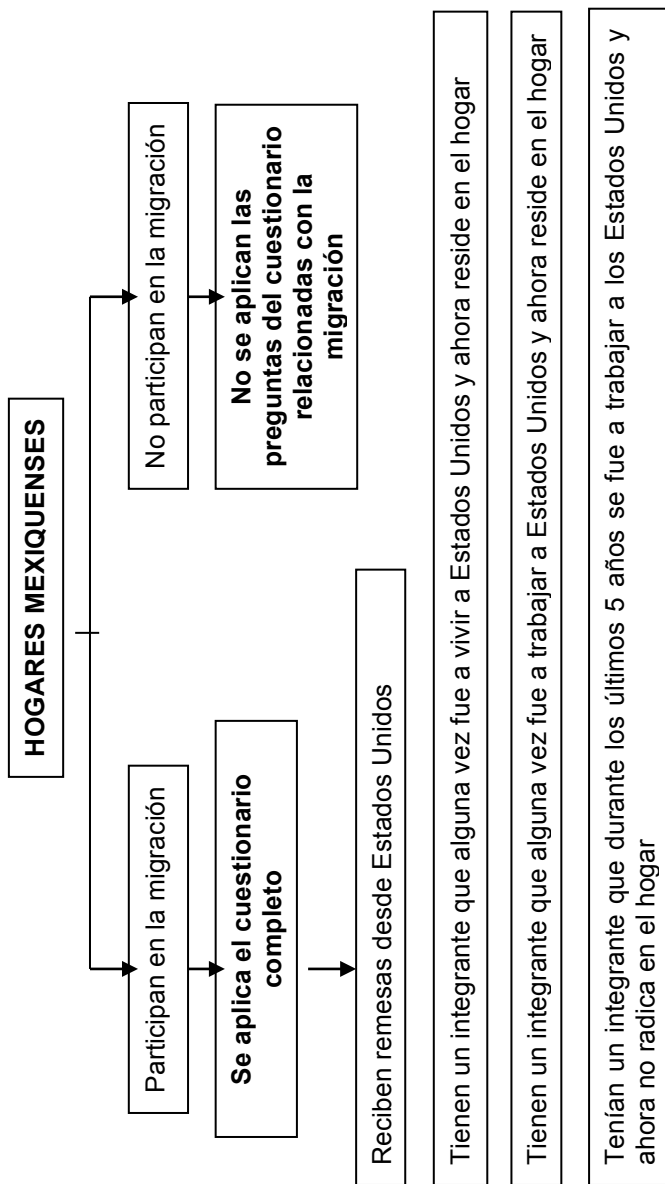 HOGARES MEXIQUENSES
Participan en la migración
No participan en la migración
Se aplica el cuestionario
completo
No se aplican las
preguntas del cuestionario
relacionadas con la
migración
Reciben remesas desde Estados Unidos
Tienen un integrante que alguna vez fue a vivir a Estados Unidos y ahora reside en el hogar
Tienen un integrante que alguna vez fue a trabajar a Estados Unidos y ahora reside en el hogar
Tenían un integrante que durante los últimos 5 años se fue a trabajar a los Estados Unidos y
ahora no radica en el hogar